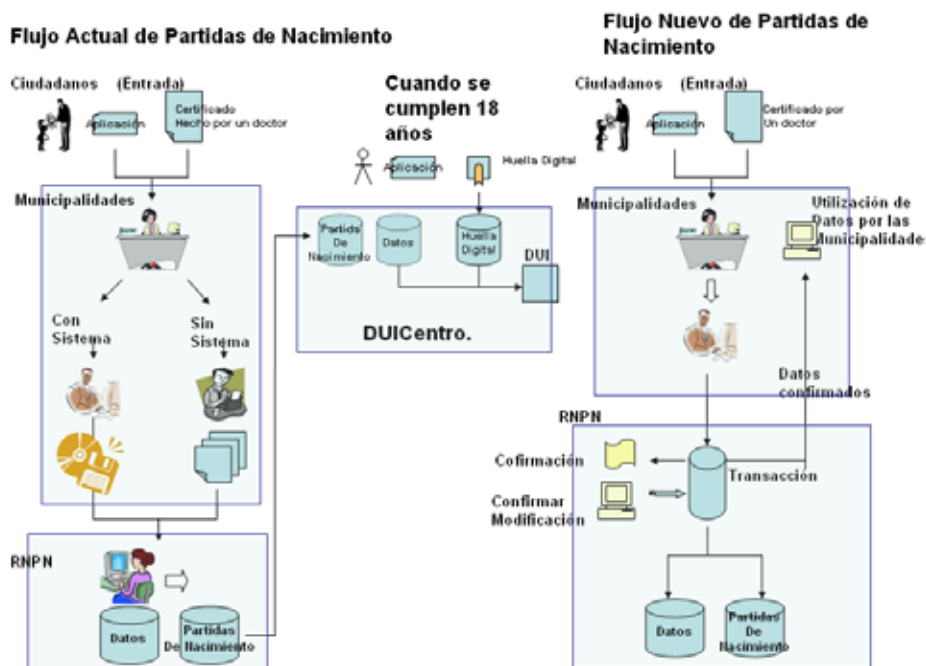 Flujo Actual de Partidas de Nacimiento
Ciudadanos (Entrada)
Aplicación
Certificado
Hecho por un doctor
Municipalidades
Con
Sistema
Sin
Sistema
RNPN
Datos
Partidas
De Nacimiento
Cuando se
cumplen 18
años
Aplicación
Huella Digital
Partida
De
Nacimiento
Datos
Huella
Digital
DUI
DUICentro.
Flujo Nuevo de Partidas de
Nacimiento
Ciudadanos (Entrada)
Aplicación
Certificado por
Un doctor
Municipalidades
Utilización de
Datos por las
Municipalidade
Datos
confirmados
RNPN
Cofirmación
Transacción
Confirmar
Modificación
Datos
Partidas
De
Nacimiento